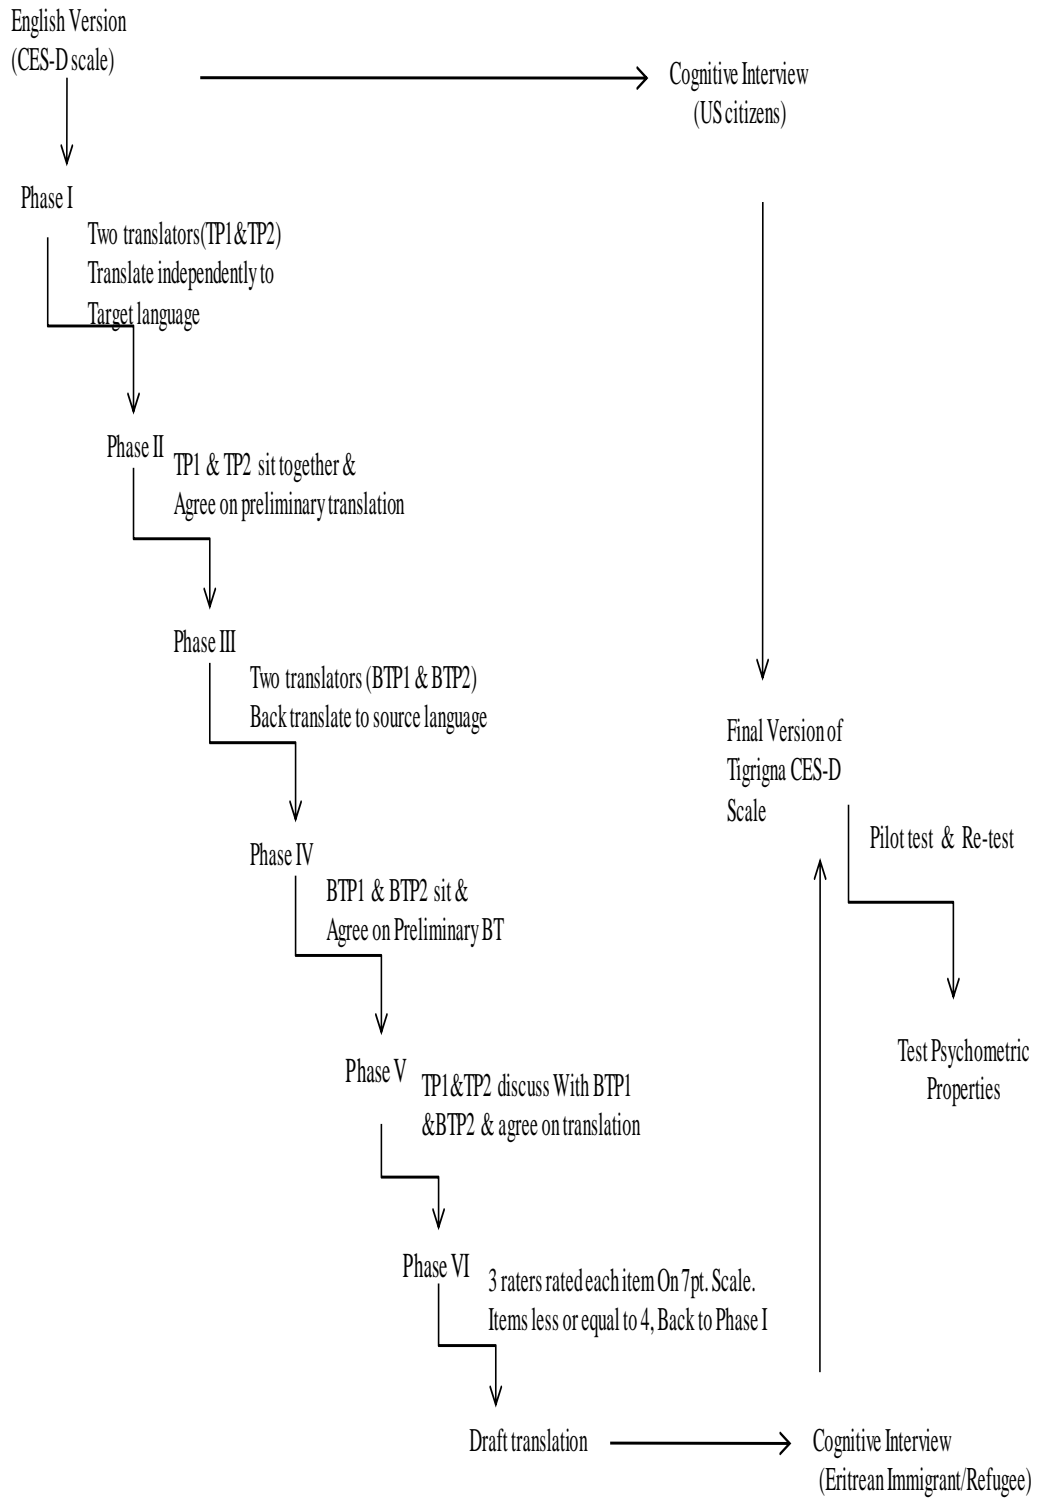 English Version
(CES-D scale)
Cognitive Interview
(US citizens)
Phase I
Two translators(TP1&TP2)
Translate independently to
Target language
Phase II
TP1 & TP2 sit together &
Agree on preliminary translation
Phase III
Two translators (BTP1 & BTP2)
Back translate to source language
Final Version of
Tigrigna CES-D
Scale
Pilot test & Re-test
Phase IV
BTP1 & BTP2 sit &
Agree on Preliminary BT
Test Psychometric
Properties
Phase V
TP1&TP2 discuss With BTP1
&BTP2 & agree on translation
Phase VI
3 raters rated each item On 7pt. Scale.
Items less or equal to 4, Back to Phase I
Draft translation
Cognitive Interview
(Eritrean Immigrant/Refugee)